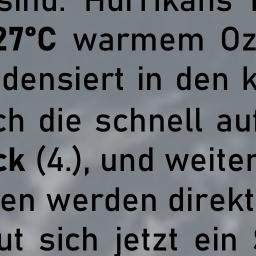 sind. Hurrikans
27°C warmem Oz
densiert in den k
ch die schnell auf
ck (4.), und weiter
en werden direkt
ut sich jetzt ein S